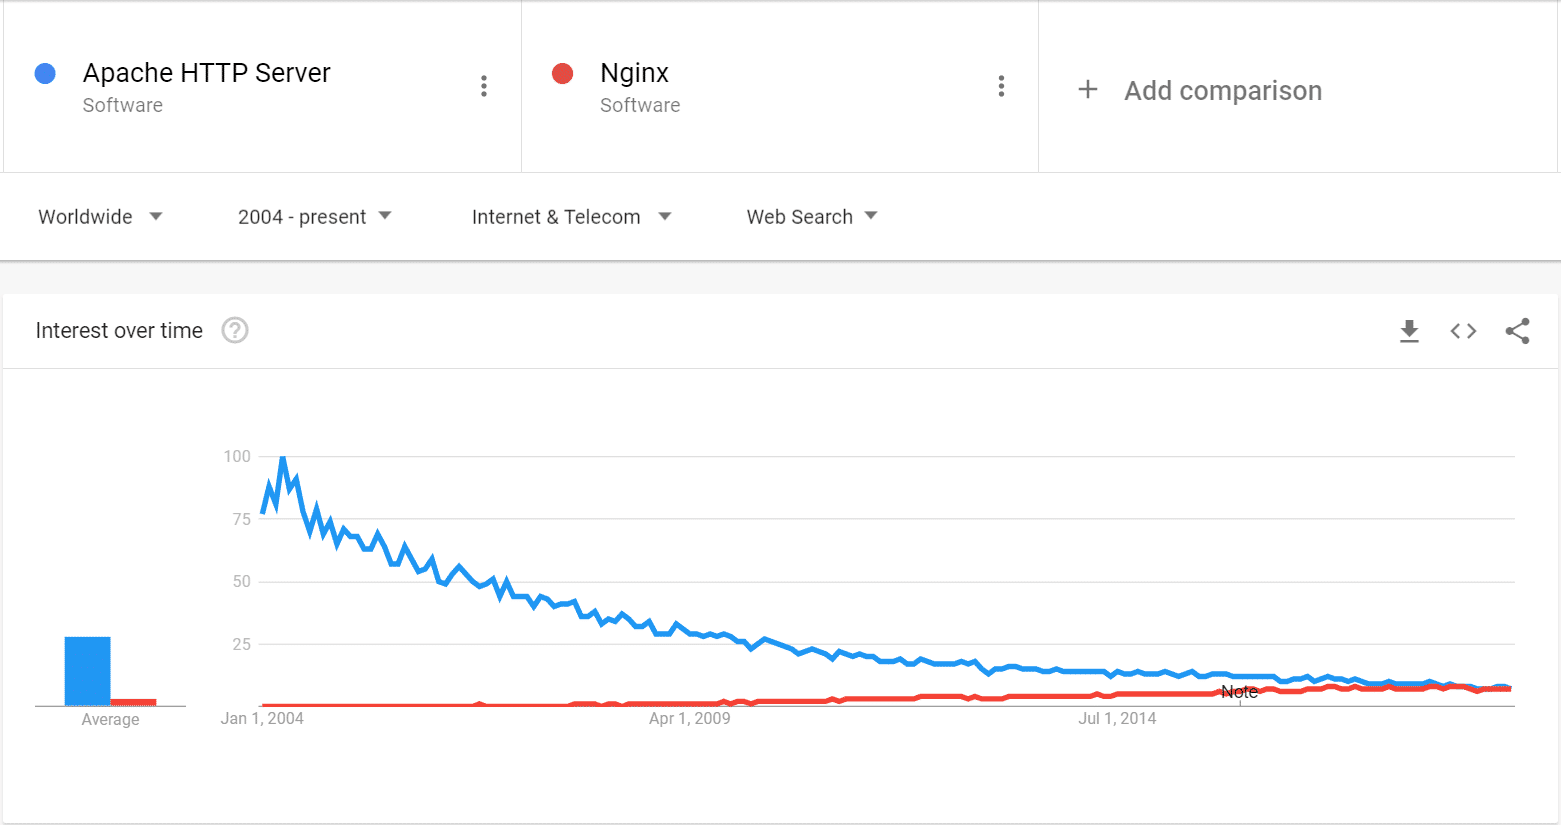 Apache HTTP Server
Software
Nginx
Software
+ Add comparison
Worldwide
2004 - present
Internet & Telecom
Web Search
Interest over time ?
100
75
50
25
Average
Jan 1, 2004
Apr 1, 2009
Jul 1, 2014
Note